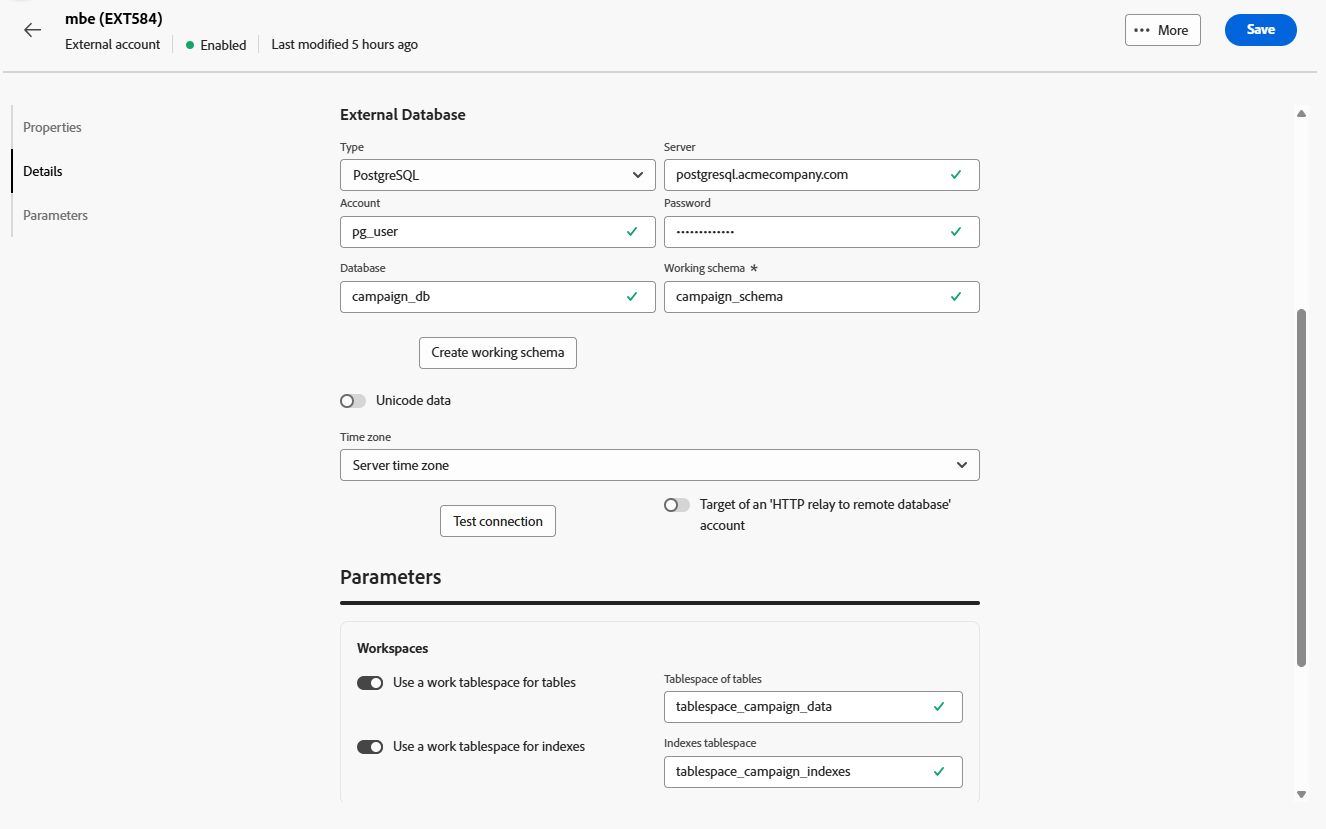 mbe (EXT584)
External account
Enabled
Last modified 5 hours ago
More
Save
Properties
Details
Parameters
External Database
Type
Server
PostgreSQL
postgresql.acmecompany.com
Account
Password
pg_user
•••••••••••••
Database
Working schema *
campaign_db
campaign_schema
Create working schema
Unicode data
Time zone
Server time zone
Test connection
Target of an 'HTTP relay to remote database'
account
Parameters
Workspaces
Use a work tablespace for tables
Tablespace of tables
tablespace_campaign_data
Use a work tablespace for indexes
Indexes tablespace
tablespace_campaign_indexes